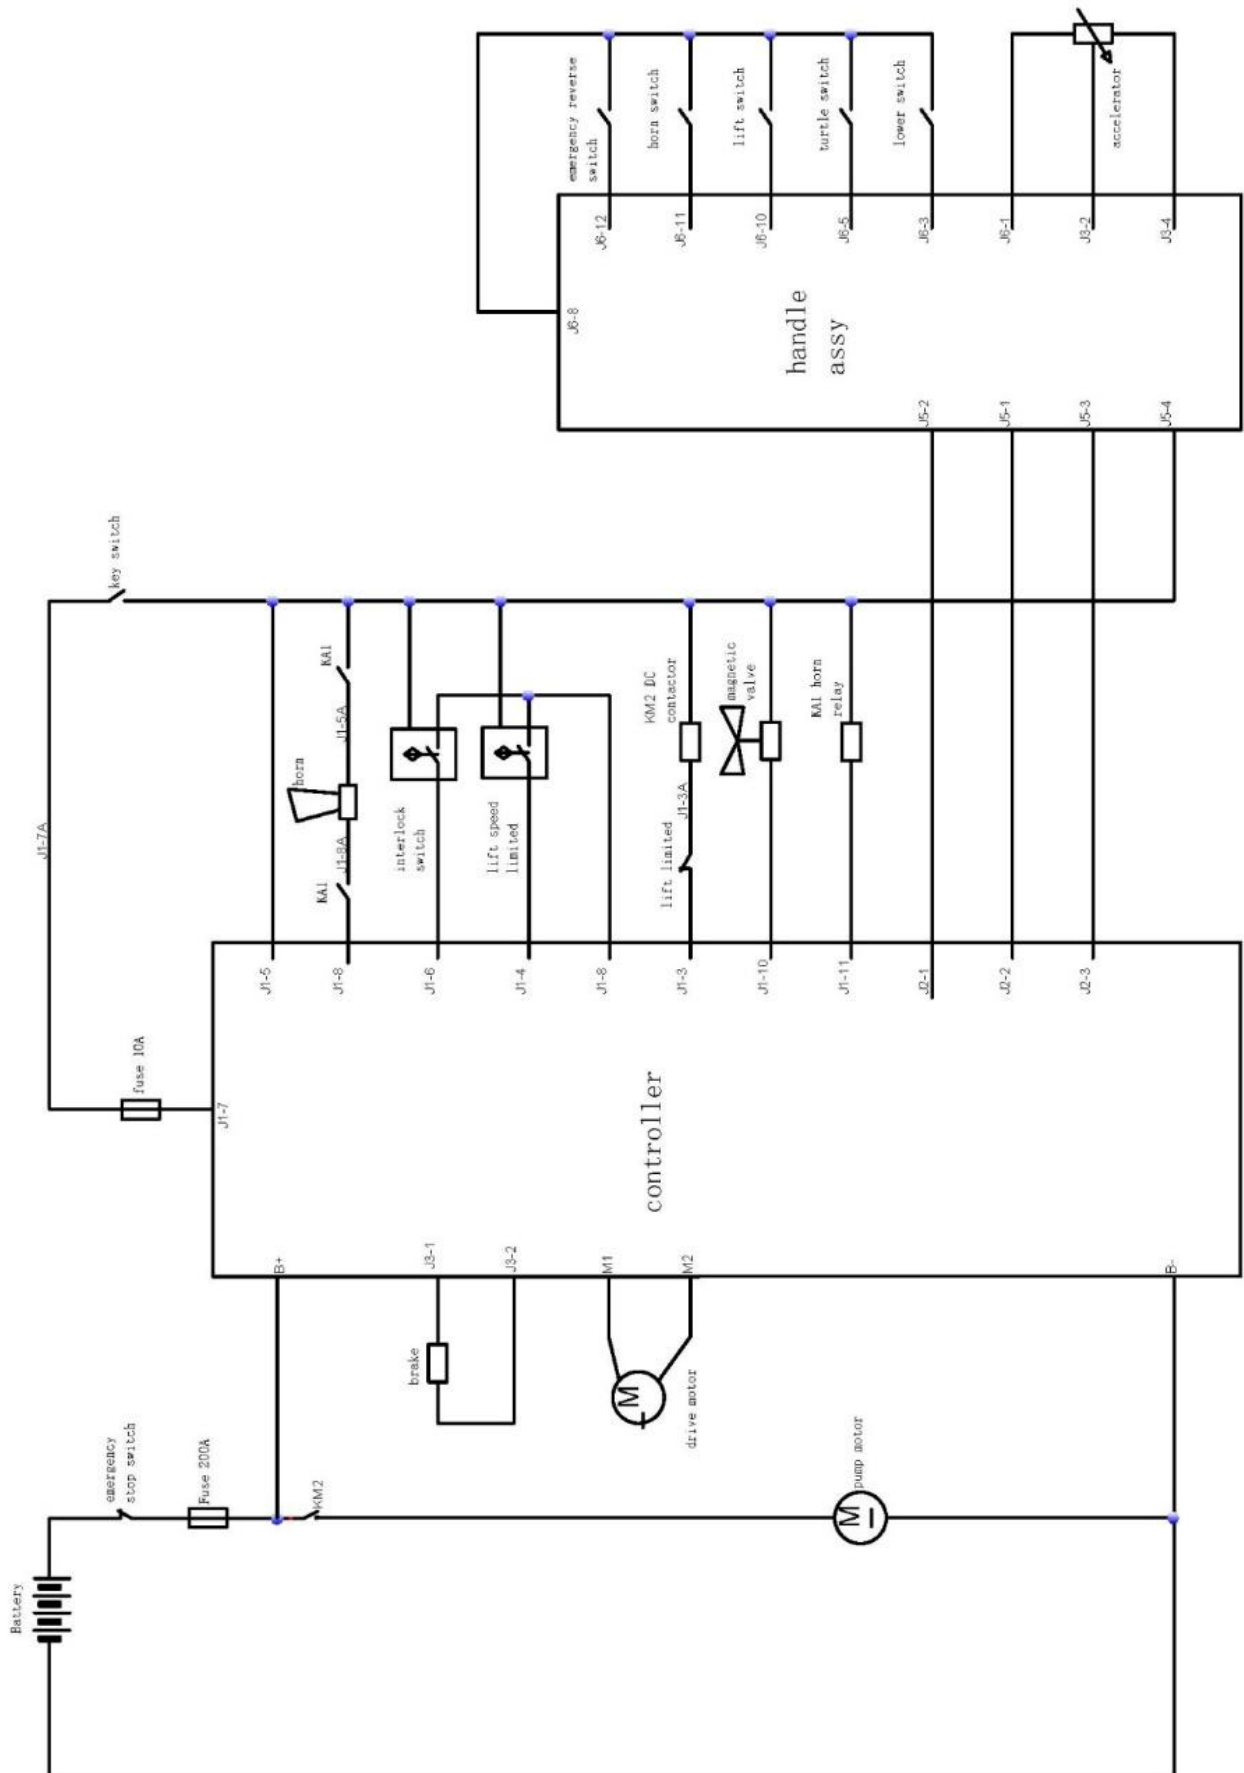 emergency reverse
switch
horn switch
lift switch
turtle switch
lower switch
accelerator
J6-12
J6-11
J6-10
J6-5
J6-3
J6-1
J3-2
J3-4
J6-8
handle
assy
J5-2
J5-1
J5-3
J5-4
key switch
J1-7A
KA1
J1-5A
horn
J1-8A
KA1
interlock
switch
lift speed
limited
KM2 DC
contactor
J1-3A
lift limited
magnetic
valve
KA1 horn
relay
fuse 10A
J1-7
J1-5
J1-8
J1-6
J1-4
J1-8
J1-3
J1-10
J1-11
J2-1
J2-2
J2-3
controller
B+
J3-1
J3-2
M1
M2
B-
brake
M
drive motor
Battery
emergency
stop switch
Fuse 200A
KM2
M
pump motor